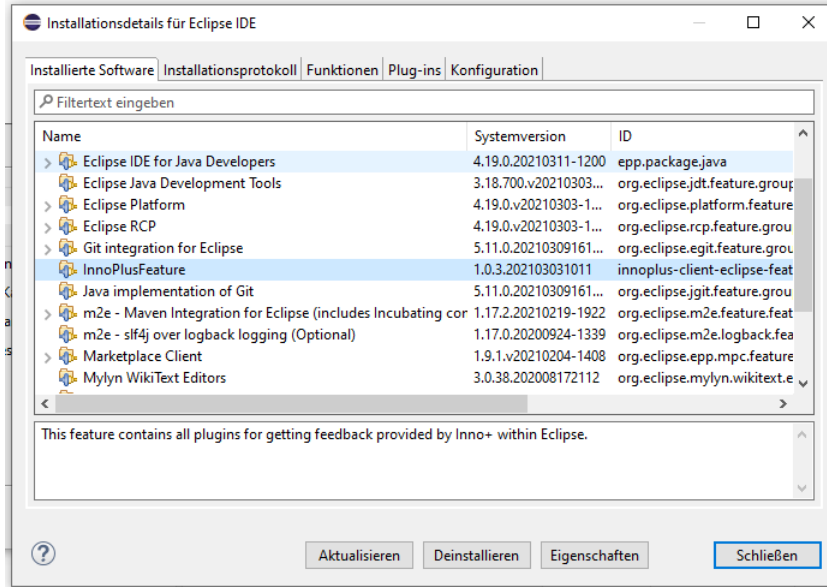 Installationsdetails für Eclipse IDE
Installierte Software Installationsprotokoll Funktionen Plug-ins Konfiguration
Filtertext eingeben
Name Systemversion ID
Eclipse IDE for Java Developers 4.19.0.20210311-1200 epp.package.java
Eclipse Java Development Tools 3.18.700.v20210303... org.eclipse.jdt.feature.group
Eclipse Platform 4.19.0.v20210303-1... org.eclipse.platform.feature
Eclipse RCP 4.19.0.v20210303-1... org.eclipse.rcp.feature.grou
Git integration for Eclipse 5.11.0.20210309161... org.eclipse.egit.feature.grou
InnoPlusFeature 1.0.3.202103031011 innoplus-client-eclipse-feat
Java implementation of Git 5.11.0.20210309161... org.eclipse.jgit.feature.grou
m2e - Maven Integration for Eclipse (includes Incubating cor 1.17.2.20210219-1922 org.eclipse.m2e.feature.feat
m2e - slf4j over logback logging (Optional) 1.17.0.20200924-1339 org.eclipse.m2e.logback.fea
Marketplace Client 1.9.1.v20210204-1408 org.eclipse.epp.mpc.feature
Mylyn WikiText Editors 3.0.38.202008172112 org.eclipse.mylyn.wikitext.e
This feature contains all plugins for getting feedback provided by Inno+ within Eclipse.
Aktualisieren Deinstallieren Eigenschaften Schließen